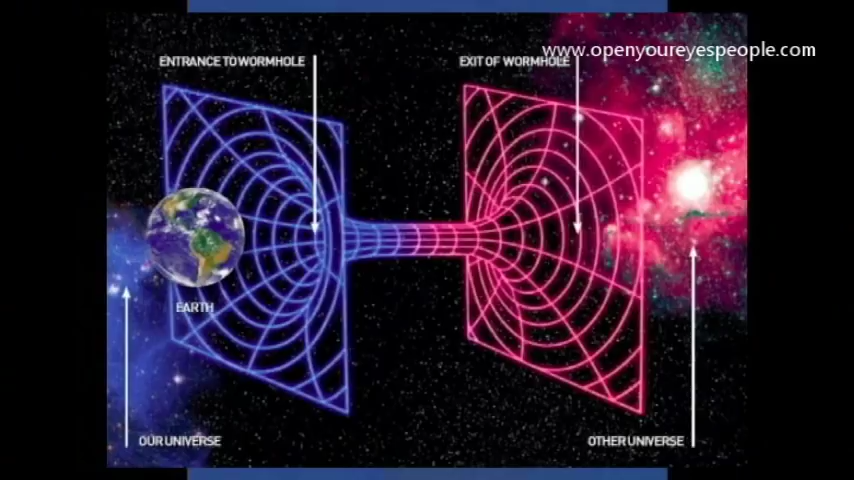 www.openyoureyespeople.com
ENTRANCE TO WORMHOLE
EXIT OF WORMHOLE
EARTH
OUR UNIVERSE
OTHER UNIVERSE